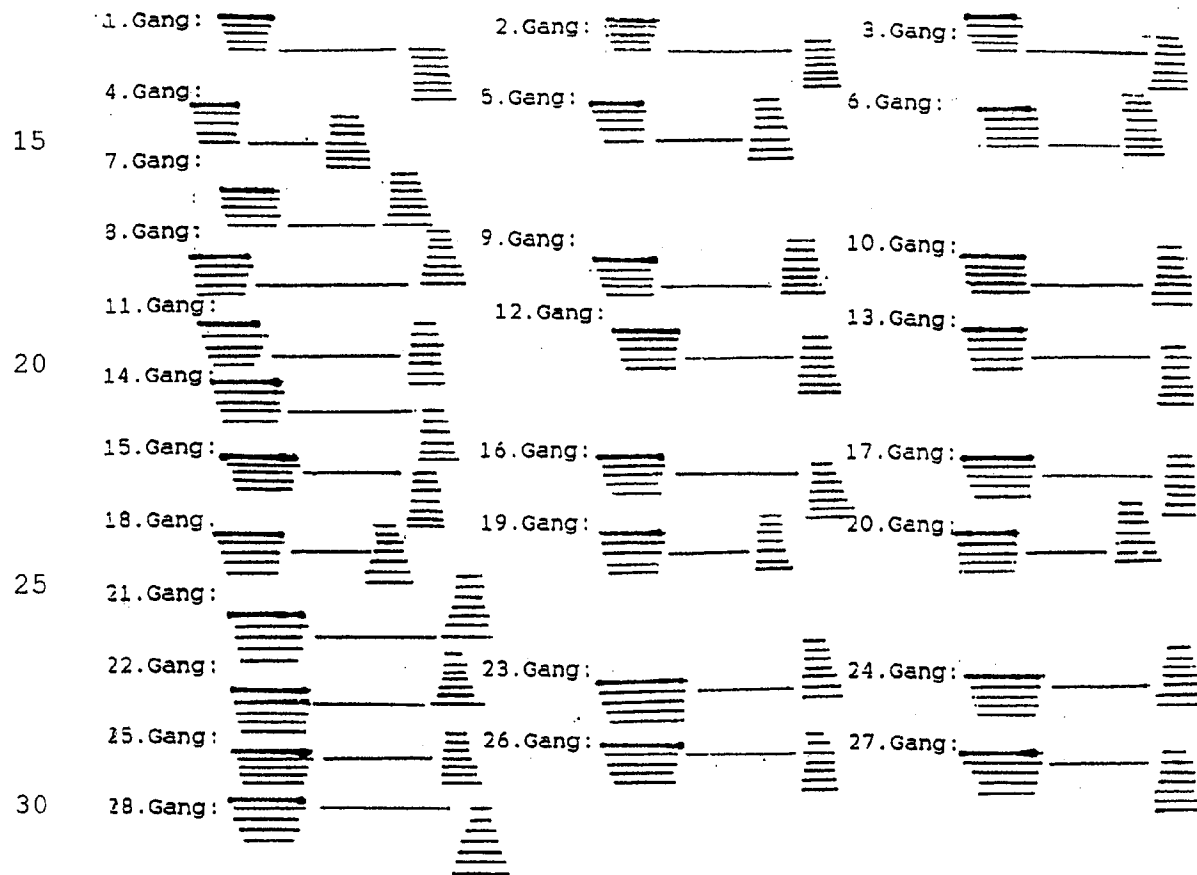 1.Gang: 2.Gang: 3.Gang:
4.Gang: 5.Gang: 6.Gang:
15
7.Gang:
8.Gang: 9.Gang: 10.Gang:
11.Gang: 12.Gang: 13.Gang:
20
14.Gang:
15.Gang: 16.Gang: 17.Gang:
18.Gang. 19.Gang: 20.Gang:
25
21.Gang:
22.Gang: 23.Gang: 24.Gang:
25.Gang: 26.Gang: 27.Gang:
30 28.Gang: